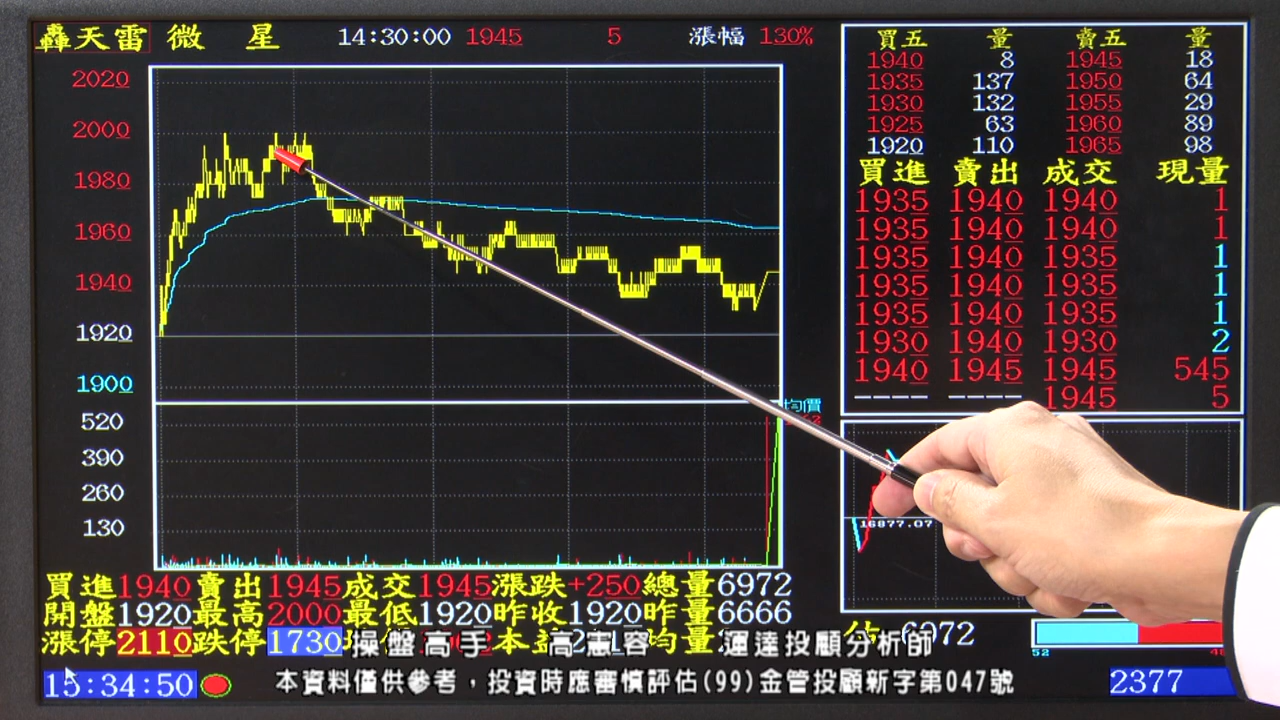 轟天雷 微 星 14:30:00 1945 5 漲幅 130%
2020
2000
1980
1960
1940
1920
1900
520
390
260
130
均價
買五 量 賣五 量
1940 8 1945 18
1935 137 1950 64
1930 132 1955 29
1925 63 1960 89
1920 110 1965 98
買進 賣出 成交 現量
1935 1940 1940 1
1935 1940 1940 1
1935 1940 1935 1
1935 1940 1935 1
1935 1940 1935 1
1930 1940 1930 2
1940 1945 1945 545
---- ---- 1945 5
16877.07
買進1940賣出1945成交1945漲跌+250總量6972
開盤1920最高2000最低1920昨收1920昨量6666
漲停2110跌停1730
操盤高手 高憲容 運達投顧分析師
估 6972
52
15:34:50
本資料僅供參考，投資時應審慎評估(99)金管投顧新字第047號
2377